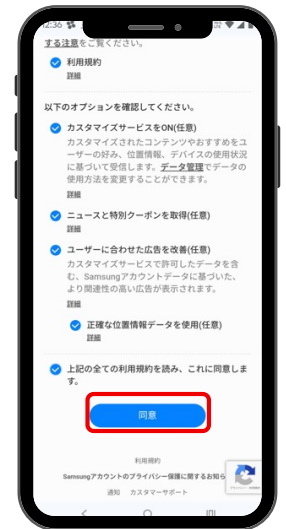 12:36
する注意をご覧ください。
利用規約
詳細
以下のオプションを確認してください。
カスタマイズサービスをON(任意)
カスタマイズされたコンテンツやおすすめをユ
ーザーの好み、位置情報、デバイスの使用状況
に基づいて受信します。データ管理でデータの
使用方法を変更することができます。
詳細
ニュースと特別クーポンを取得(任意)
詳細
ユーザーに合わせた広告を改善(任意)
カスタマイズサービスで許可したデータを含
む、Samsungアカウントデータに基づいた、
より関連性の高い広告が表示されます。
詳細
正確な位置情報データを使用(任意)
詳細
上記の全ての利用規約を読み、これに同意しま
す。
同意
利用規約
Samsungアカウントのプライバシー保護に関するお知ら
通知 カスタマーサポート